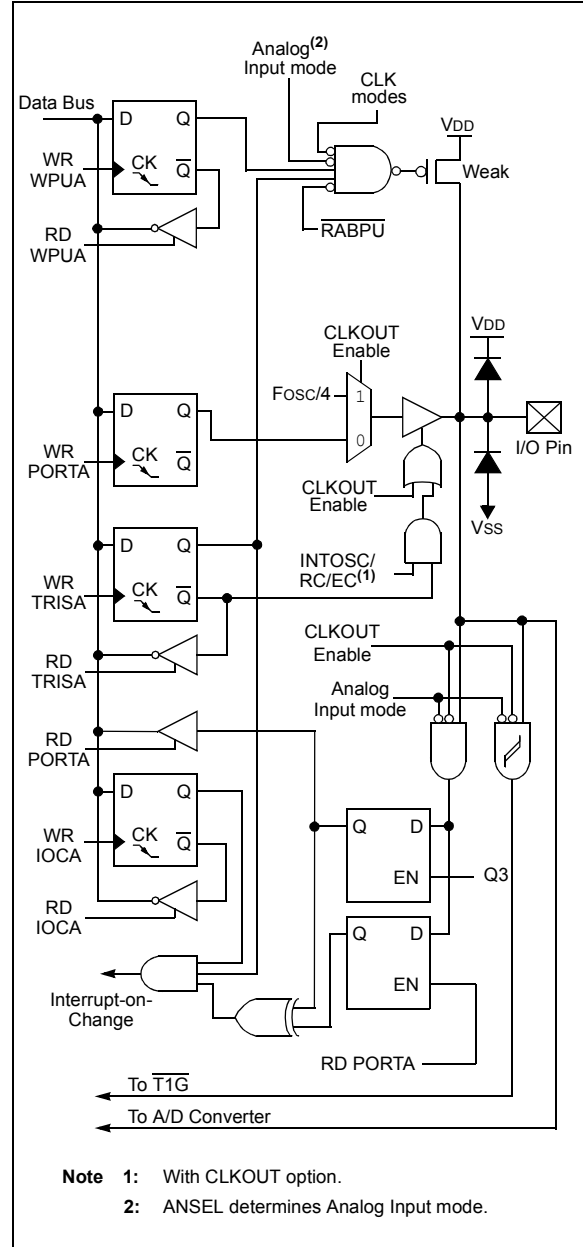 Analog(2)
Input mode
CLK
modes
VDD
Data Bus
D Q
WR
WPUA
CK Q
Weak
RD
WPUA
RABPU
CLKOUT
Enable
VDD
FOSC/4
1
0
D Q
WR
PORTA
CK Q
I/O Pin
CLKOUT
Enable
VSS
D Q
WR
TRISA
CK Q
INTOSC/
RC/EC(1)
RD
TRISA
CLKOUT
Enable
Analog
Input mode
RD
PORTA
D Q
WR
IOCA
CK Q
Q D
EN
Q3
RD
IOCA
Q D
EN
Interrupt-on-
Change
RD PORTA
To T1G
To A/D Converter
Note 1: With CLKOUT option.
2: ANSEL determines Analog Input mode.